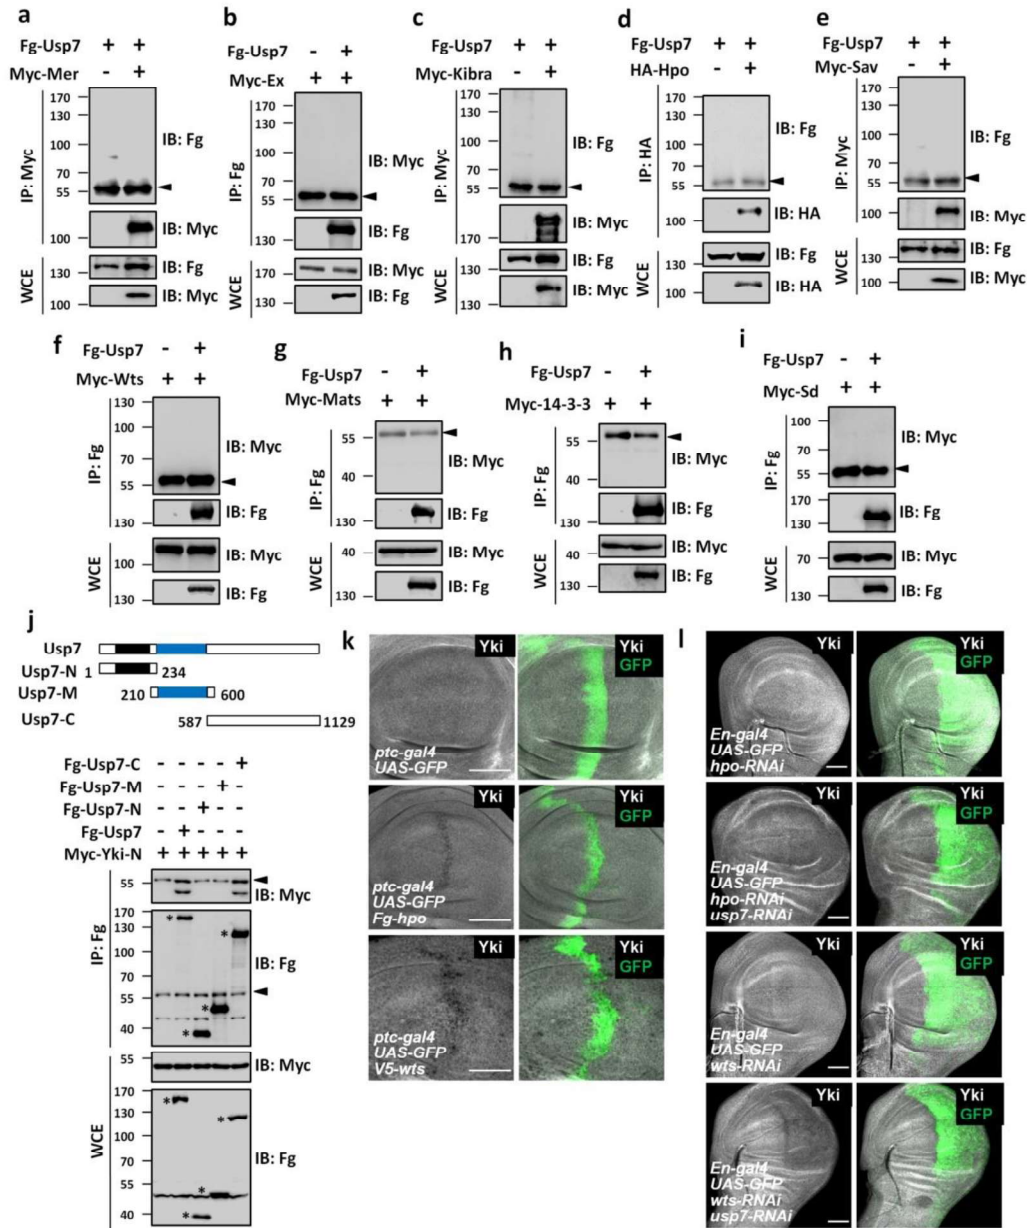 a
Fg-Usp7 + +
Myc-Mer - +
IP: Myc
170
130
100
70
55
IB: Fg
100
IB: Myc
WCE
130
IB: Fg
100
IB: Myc
b
Fg-Usp7 - +
Myc-Ex + +
IP: Fg
170
130
100
70
55
IB: Myc
130
IB: Fg
WCE
170
IB: Myc
130
IB: Fg
c
Fg-Usp7 + +
Myc-Kibra - +
IP: Myc
170
130
100
70
55
IB: Fg
170
IB: Myc
WCE
130
IB: Fg
IB: Myc
d
Fg-Usp7 + +
HA-Hpo - +
IP: HA
170
130
100
70
55
IB: Fg
100
IB: HA
WCE
130
IB: Fg
100
IB: HA
e
Fg-Usp7 + +
Myc-Sav - +
IP: Myc
170
130
100
70
55
IB: Fg
100
IB: Myc
WCE
130
IB: Fg
100
IB: Myc
f
Fg-Usp7 - +
Myc-Wts + +
IP: Fg
130
100
70
55
IB: Myc
130
IB: Fg
WCE
100
IB: Myc
130
IB: Fg
g
Fg-Usp7 - +
Myc-Mats + +
IP: Fg
55
40
IB: Myc
130
IB: Fg
WCE
40
IB: Myc
IB: Fg
h
Fg-Usp7 - +
Myc-14-3-3 + +
IP: Fg
55
40
IB: Myc
130
IB: Fg
WCE
40
IB: Myc
130
IB: Fg
i
Fg-Usp7 - +
Myc-Sd + +
IP: Fg
130
100
70
55
IB: Myc
170
130
IB: Fg
WCE
70
IB: Myc
130
IB: Fg
j
Usp7
Usp7-N 1 234
Usp7-M 210 600
Usp7-C 587 1129
Fg-Usp7-C - - - - +
Fg-Usp7-M - - - + -
Fg-Usp7-N - - + - -
Fg-Usp7 - + - - -
Myc-Yki-N + + + + +
IP: Fg
55
IB: Myc
170
130
100
70
55
40
* * * *
IB: Fg
WCE
55
IB: Myc
170
130
100
70
55
40
* * *
IB: Fg
k
Yki
ptc-gal4
UAS-GFP
Yki
GFP
Yki
ptc-gal4
UAS-GFP
Fg-hpo
Yki
GFP
Yki
ptc-gal4
UAS-GFP
V5-wts
Yki
GFP
l
Yki
En-gal4
UAS-GFP
hpo-RNAi
Yki
GFP
Yki
En-gal4
UAS-GFP
hpo-RNAi
usp7-RNAi
Yki
GFP
Yki
En-gal4
UAS-GFP
wts-RNAi
Yki
GFP
Yki
En-gal4
UAS-GFP
wts-RNAi
usp7-RNAi
Yki
GFP